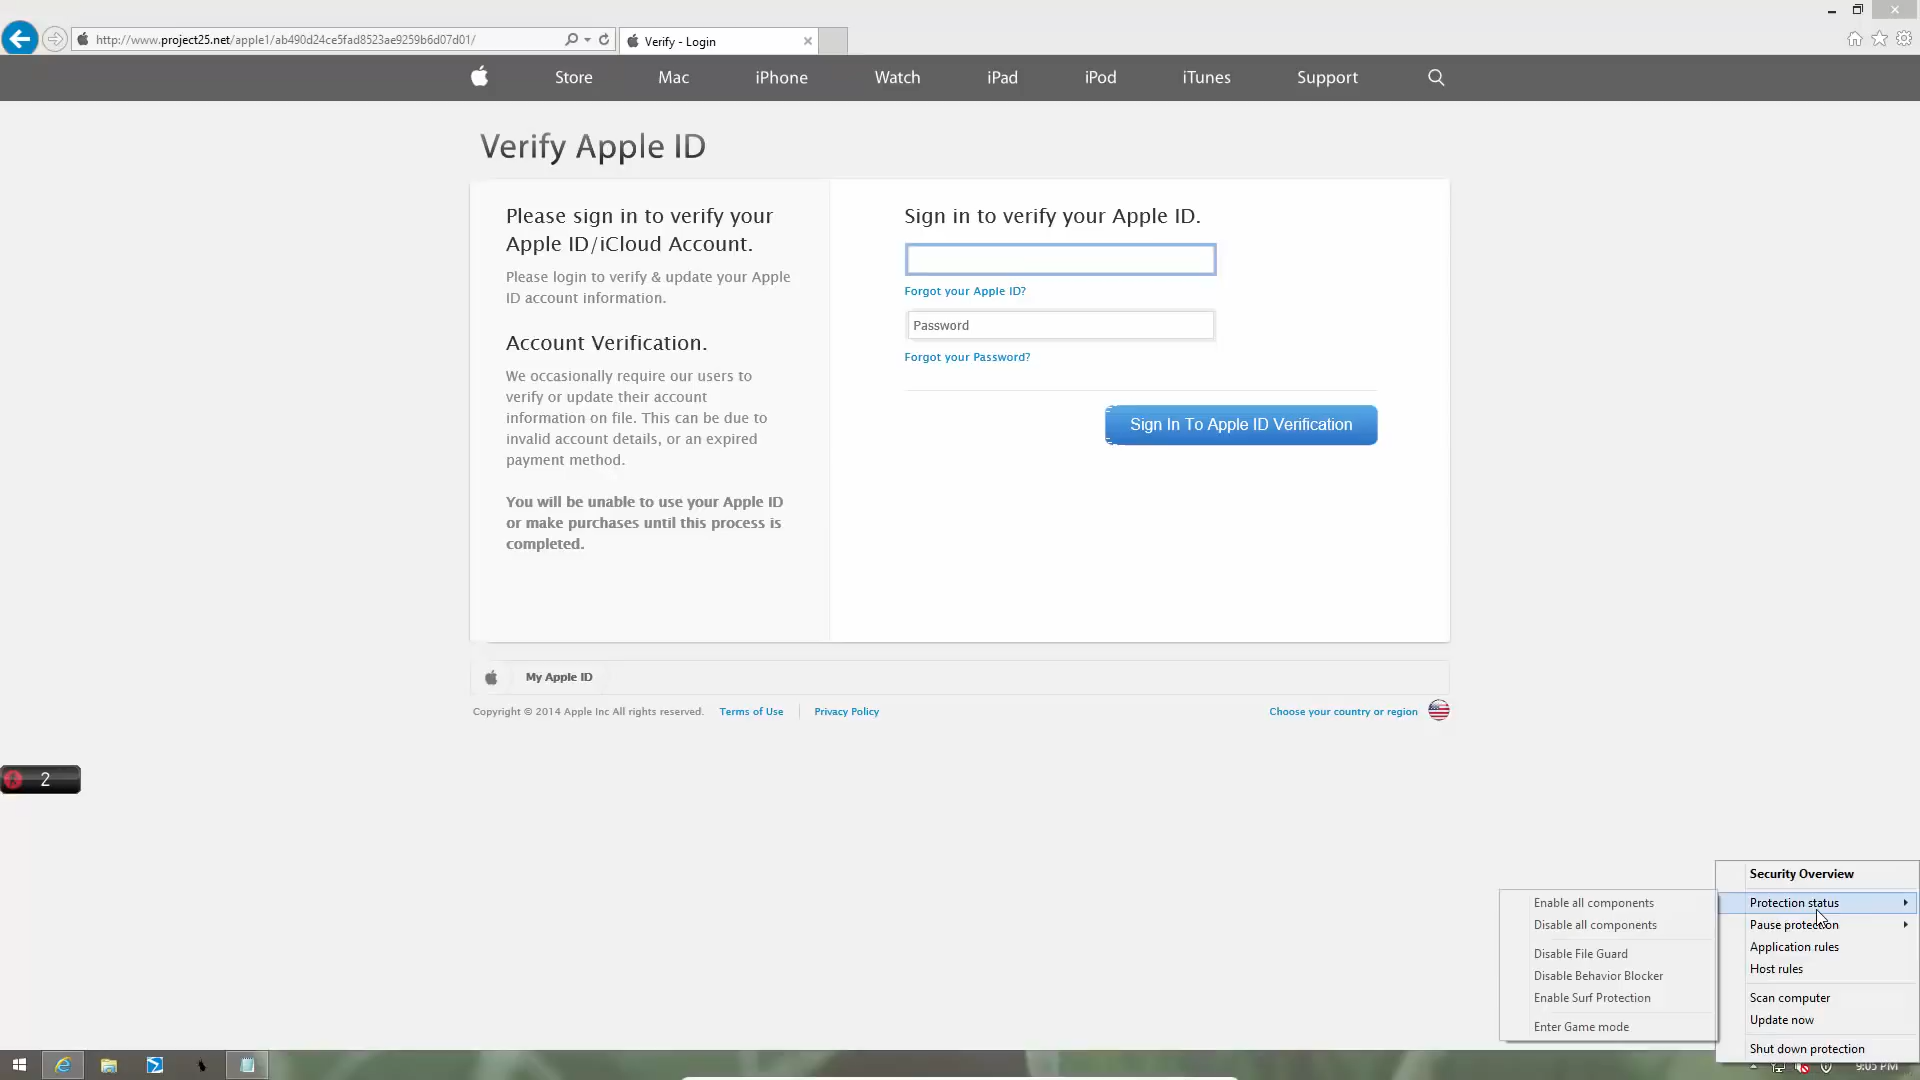 http://www.project25.net/apple1/ab490d24ce5fad8523ae9259b6d07d01/
Verify - Login
Store Mac iPhone Watch iPad iPod iTunes Support
Verify Apple ID
Please sign in to verify your
Apple ID/iCloud Account.
Please login to verify & update your Apple
ID account information.
Account Verification.
We occasionally require our users to
verify or update their account
information on file. This can be due to
invalid account details, or an expired
payment method.
You will be unable to use your Apple ID
or make purchases until this process is
completed.
Sign in to verify your Apple ID.
Forgot your Apple ID?
Password
Forgot your Password?
Sign In To Apple ID Verification
My Apple ID
Copyright © 2014 Apple Inc All rights reserved. Terms of Use Privacy Policy
Choose your country or region
2
Enable all components
Disable all components
Disable File Guard
Disable Behavior Blocker
Enable Surf Protection
Enter Game mode
Security Overview
Protection status
Pause protection
Application rules
Host rules
Scan computer
Update now
Shut down protection
9:05 PM